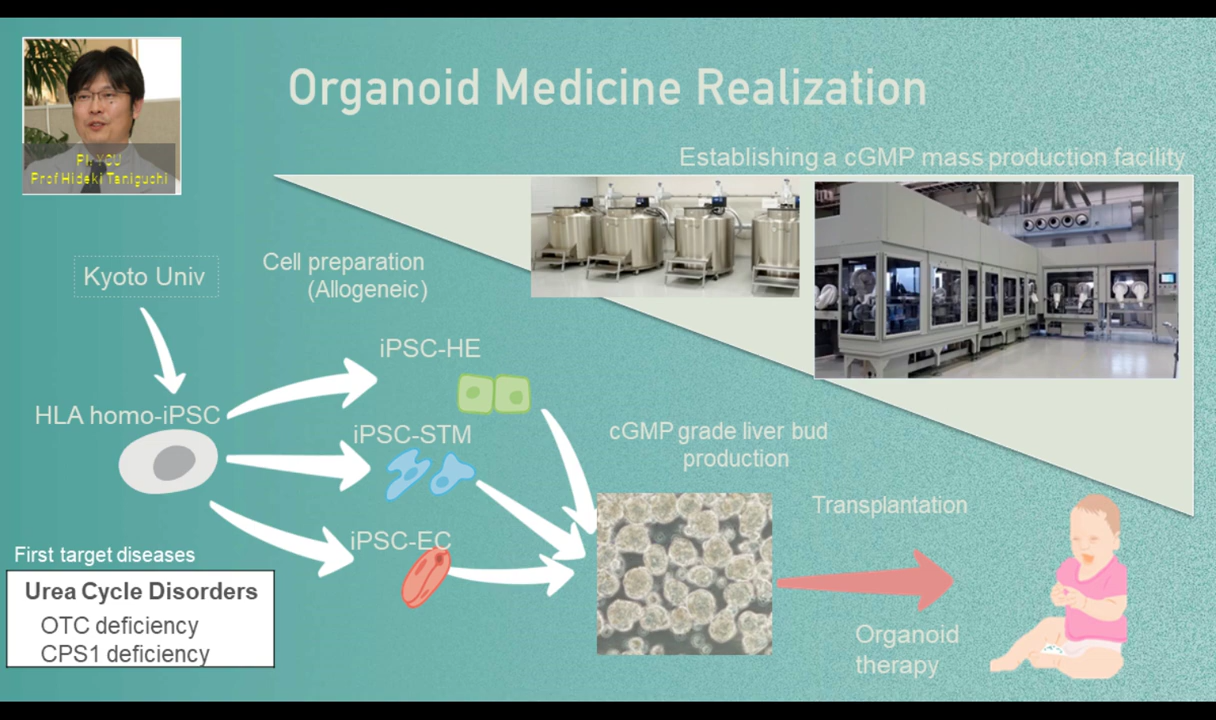 Organoid Medicine Realization
PI: YCU
Prof Hideki Taniguchi
Establishing a cGMP mass production facility
Kyoto Univ
Cell preparation
(Allogeneic)
iPSC-HE
HLA homo-iPSC
iPSC-STM
cGMP grade liver bud
production
Transplantation
iPSC-EC
First target diseases
Urea Cycle Disorders
OTC deficiency
CPS1 deficiency
Organoid
therapy